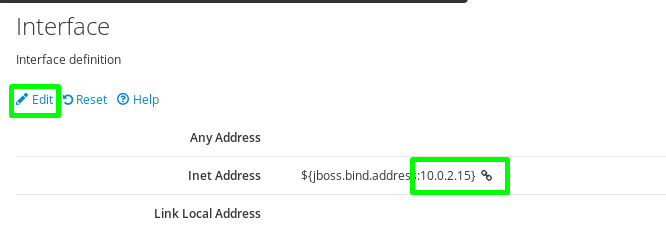 Interface
Interface definition
Edit Reset Help
Any Address
Inet Address ${jboss.bind.address:10.0.2.15}
Link Local Address